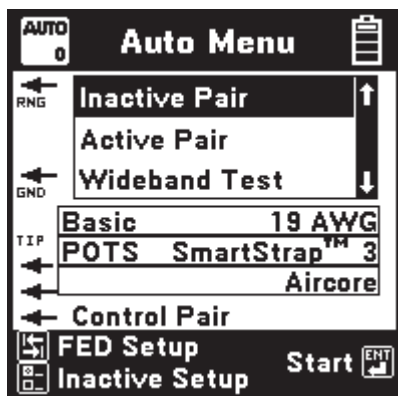 AUTO
0
Auto Menu
RNG
Inactive Pair
Active Pair
GND
Wideband Test
Basic 19 AWG
TIP
POTS SmartStrap™ 3
Aircore
Control Pair
FED Setup
Start ENT
Inactive Setup